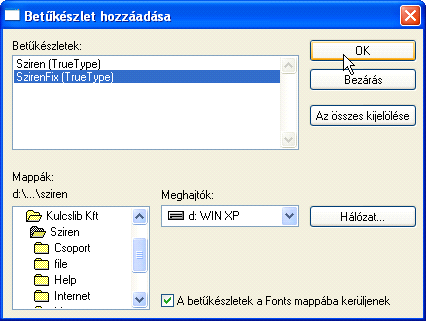 Betűkészlet hozzáadása
Betűkészletek:
Sziren (TrueType)
SzirenFix (TrueType)
OK
Bezárás
Az összes kijelölése
Mappák:
d:\...\sziren
Kulcslib Kft
Sziren
Csoport
file
Help
Internet
Meghajtók:
d: WIN XP
Hálózat...
A betűkészletek a Fonts mappába kerüljenek